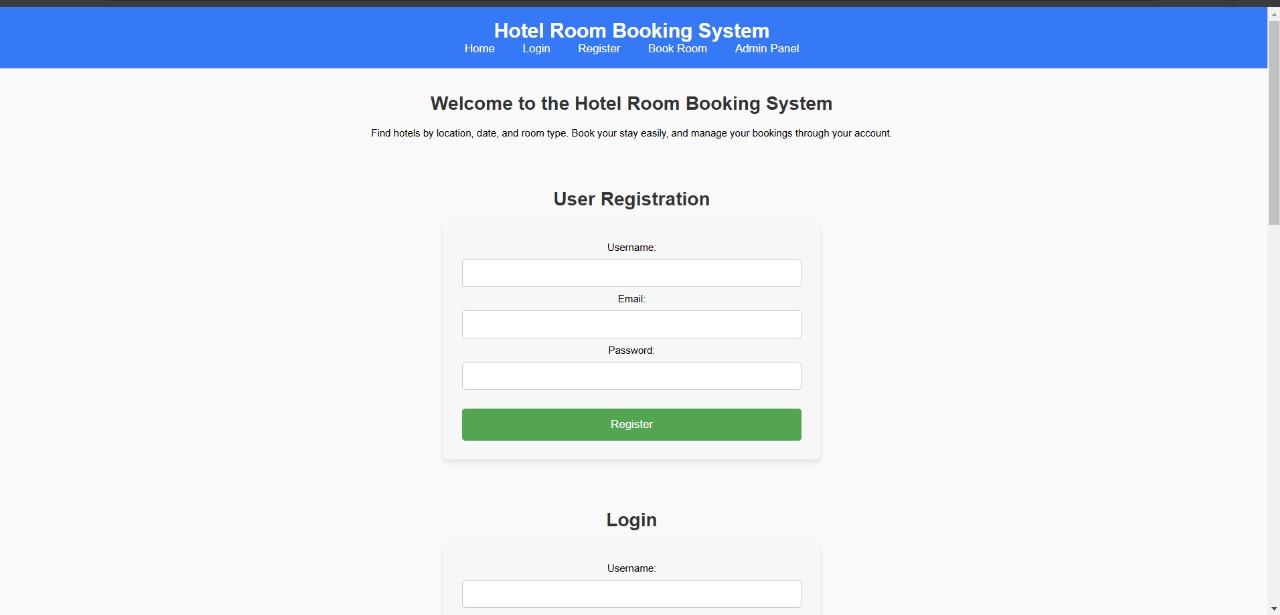 Hotel Room Booking System
Home Login Register Book Room Admin Panel
Welcome to the Hotel Room Booking System
Find hotels by location, date, and room type. Book your stay easily, and manage your bookings through your account.
User Registration
Username:
Email:
Password:
Register
Login
Username: